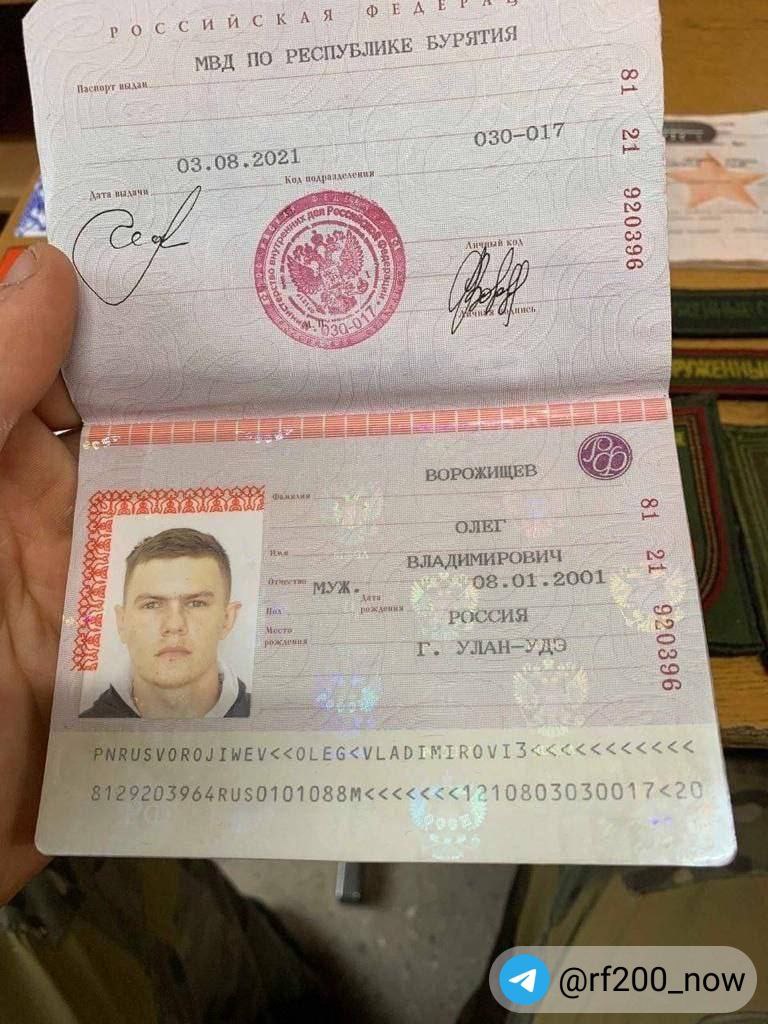 РОССИЙСКАЯ ФЕДЕРАЦ
Паспорт выдан МВД ПО РЕСПУБЛИКЕ БУРЯТИЯ
Дата выдачи 03.08.2021 Код подразделения 030-017
Личный код
Личная подпись
Министерство внутренних дел Российской Федерации
М.П.
030-017
81 21 920396
Фамилия ВОРОЖИЩЕВ
Имя ОЛЕГ
Отчество ВЛАДИМИРОВИЧ
Пол МУЖ. Дата рождения 08.01.2001
Место рождения РОССИЯ
Г. УЛАН-УДЭ
81 21 920396
PNRUSVOROJIWEV<<OLEG<VLADIMIROVI3<<<<<<<<<<<
8129203964RUS0101088M<<<<<<<1210803030017<20
@rf200_now